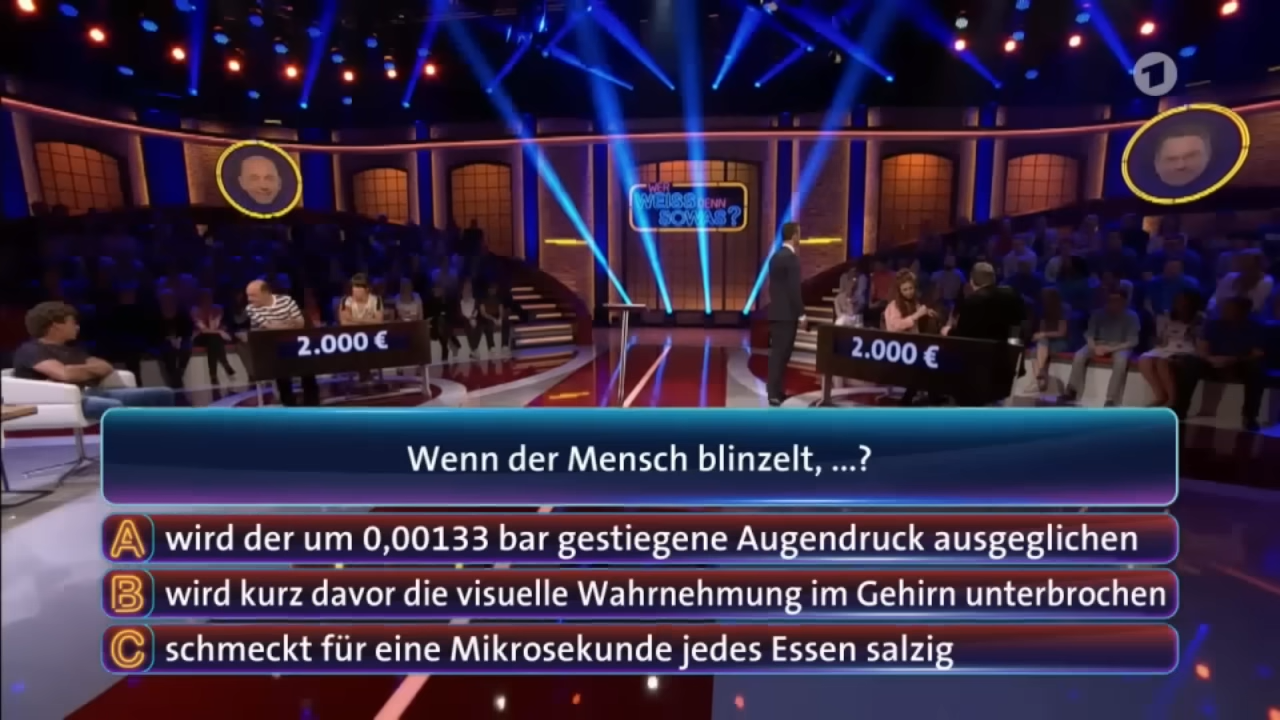 1
WER
WEISS DENN
SOWAS?
2.000 €
2.000 €
Wenn der Mensch blinzelt, ...?
A wird der um 0,00133 bar gestiegene Augendruck ausgeglichen
B wird kurz davor die visuelle Wahrnehmung im Gehirn unterbrochen
C schmeckt für eine Mikrosekunde jedes Essen salzig